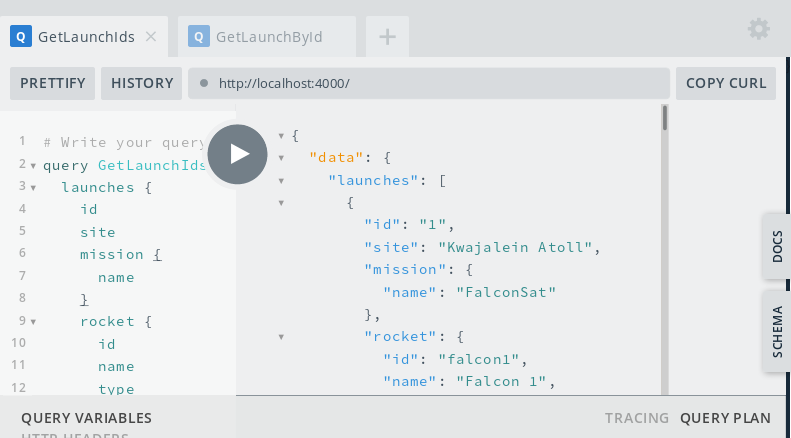 Q GetLaunchIds × Q GetLaunchById +
PRETTIFY HISTORY http://localhost:4000/ COPY CURL
1 # Write your query
2 query GetLaunchIds
3 launches {
4 id
5 site
6 mission {
7 name
8 }
9 rocket {
10 id
11 name
12 type
{
"data": {
"launches": [
{
"id": "1",
"site": "Kwajalein Atoll",
"mission": {
"name": "FalconSat"
},
"rocket": {
"id": "falcon1",
"name": "Falcon 1",
DOCS
SCHEMA
QUERY VARIABLES
HTTP HEADERS
TRACING QUERY PLAN